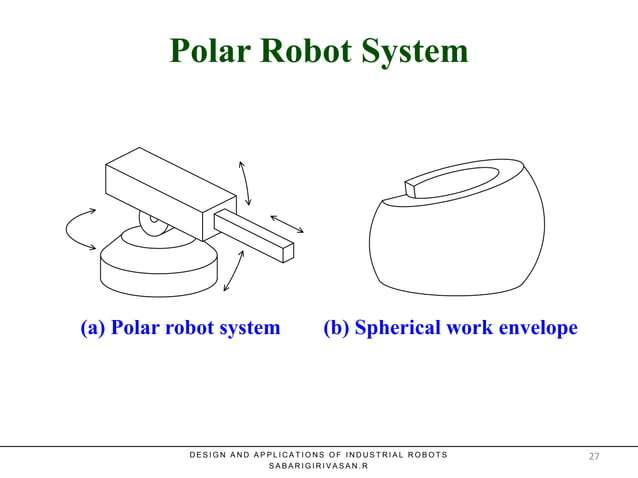 Polar Robot System
(a) Polar robot system
(b) Spherical work envelope
DESIGN AND APPLICATIONS OF INDUSTRIAL ROBOTS
SABARIGIRIVASAN.R
27